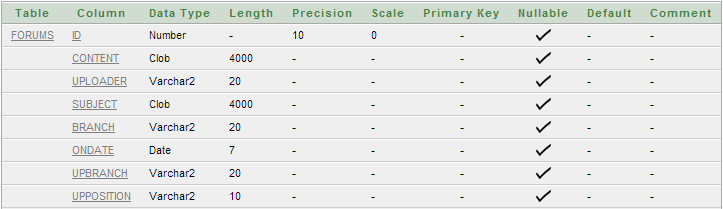 Table Column Data Type Length Precision Scale Primary Key Nullable Default Comment
FORUMS ID Number - 10 0 - ✓ - -
CONTENT Clob 4000 - - - ✓ - -
UPLOADER Varchar2 20 - - - ✓ - -
SUBJECT Clob 4000 - - - ✓ - -
BRANCH Varchar2 20 - - - ✓ - -
ONDATE Date 7 - - - ✓ - -
UPBRANCH Varchar2 20 - - - ✓ - -
UPPOSITION Varchar2 10 - - - ✓ - -